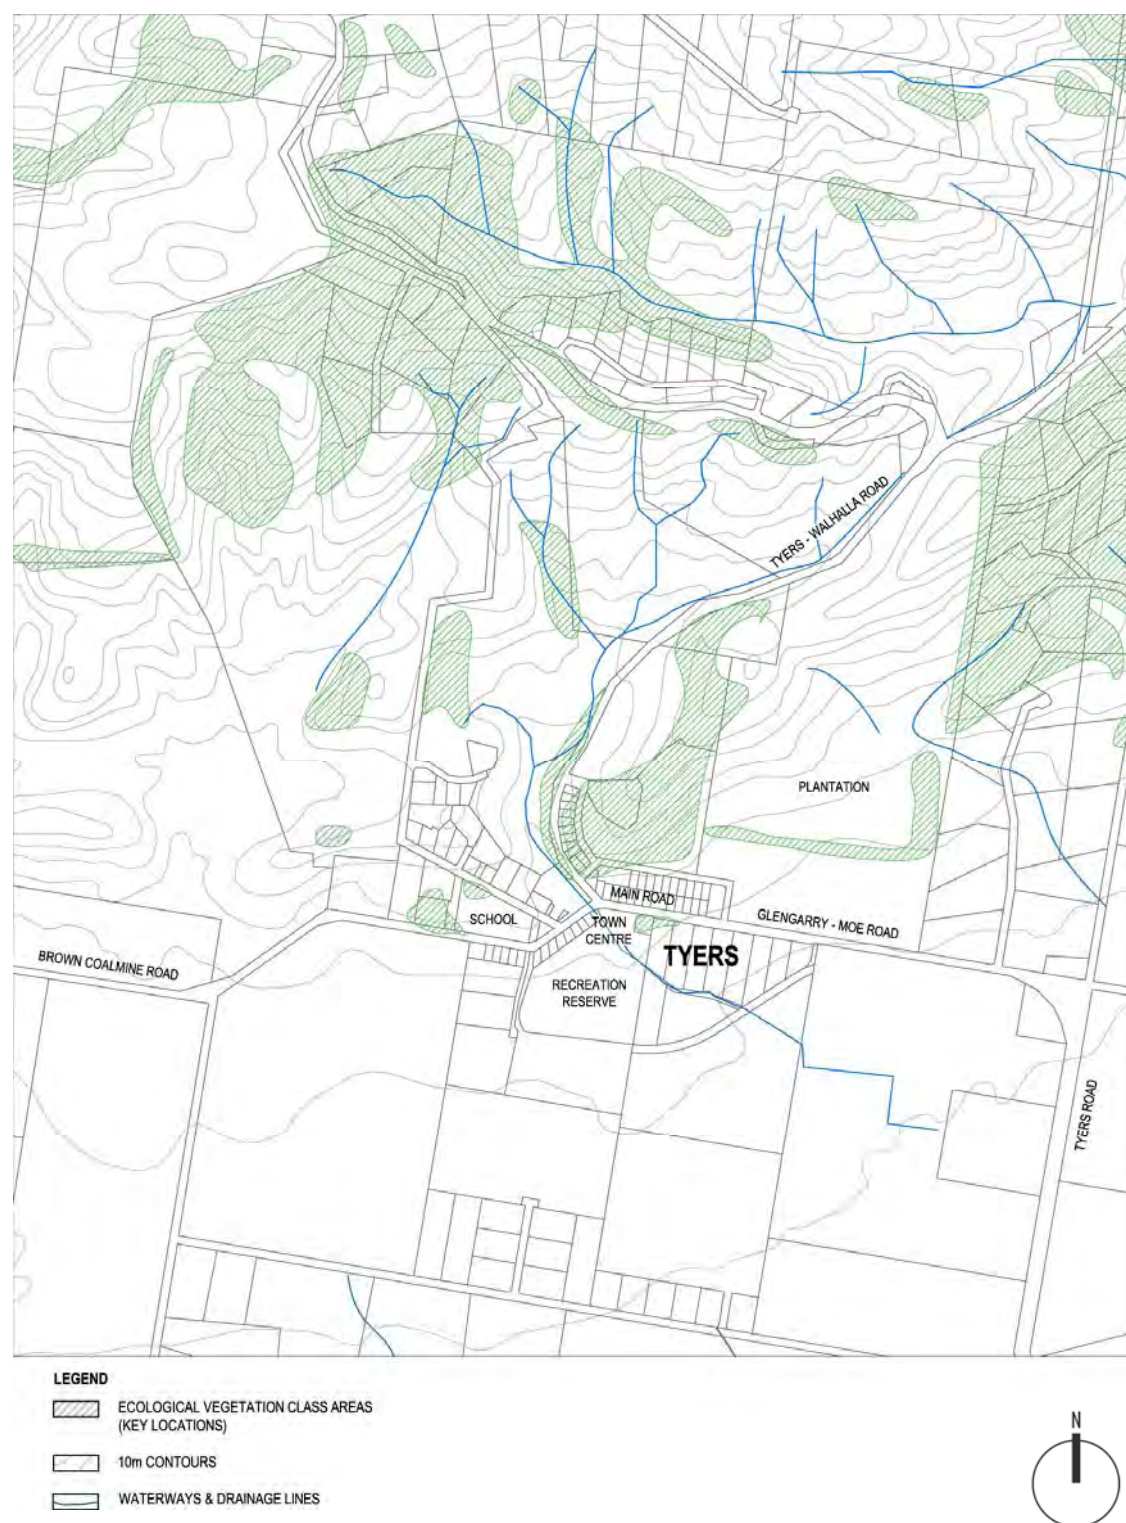 TYERS - WALHALLA ROAD
PLANTATION
MAIN ROAD
SCHOOL
TOWN
CENTRE
GLENGARRY - MOE ROAD
TYERS
BROWN COALMINE ROAD
RECREATION
RESERVE
TYERS ROAD
LEGEND
ECOLOGICAL VEGETATION CLASS AREAS
(KEY LOCATIONS)
10m CONTOURS
WATERWAYS & DRAINAGE LINES
N